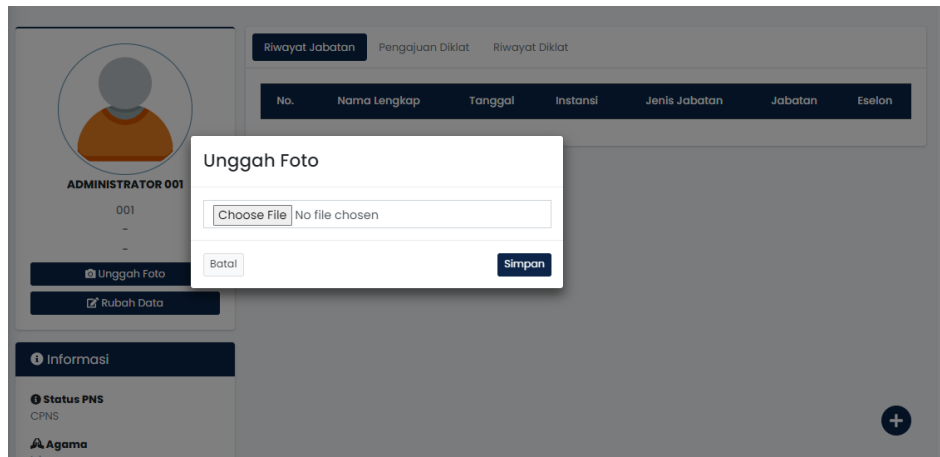 Riwayat Jabatan Pengajuan Diklat Riwayat Diklat
No. Nama Lengkap Tanggal Instansi Jenis Jabatan Jabatan Eselon
ADMINISTRATOR 001
001
-
-
Unggah Foto
Rubah Data
Unggah Foto
Choose File No file chosen
Batal Simpan
Informasi
Status PNS
CPNS
Agama